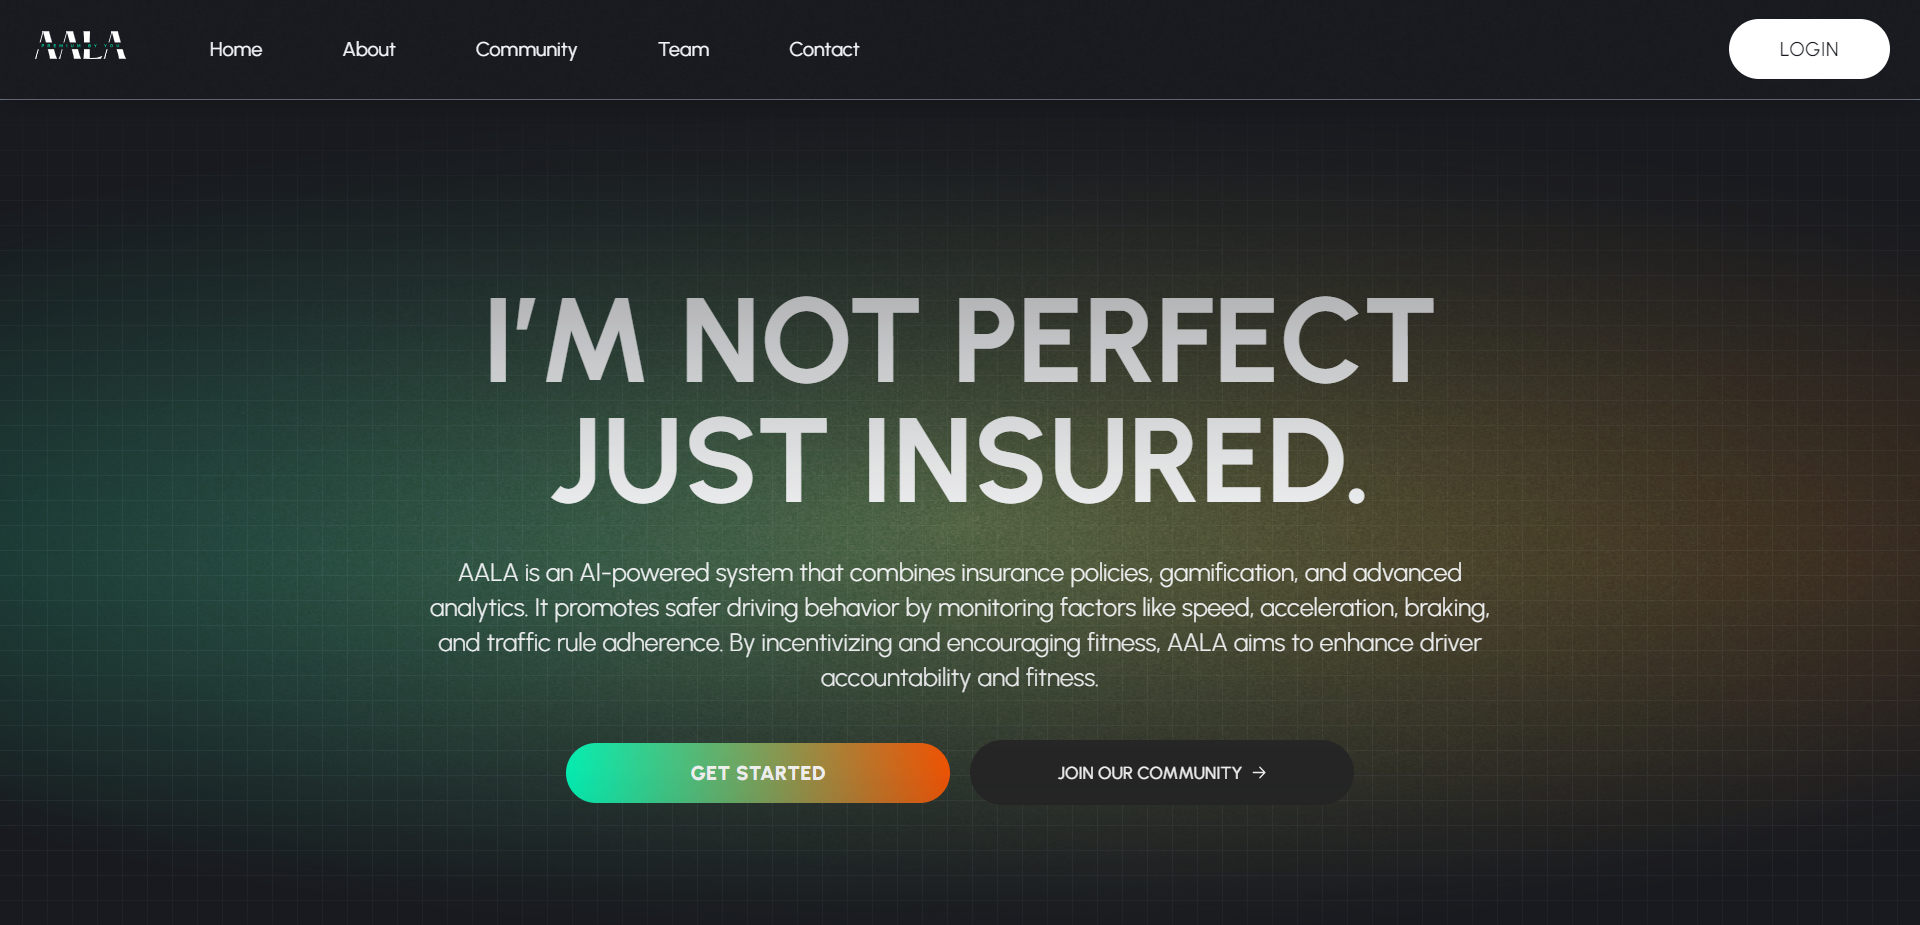 AALA
PREMIUM BY YOU
Home
About
Community
Team
Contact
LOGIN
I'M NOT PERFECT
JUST INSURED.
AALA is an AI-powered system that combines insurance policies, gamification, and advanced
analytics. It promotes safer driving behavior by monitoring factors like speed, acceleration, braking,
and traffic rule adherence. By incentivizing and encouraging fitness, AALA aims to enhance driver
accountability and fitness.
GET STARTED
JOIN OUR COMMUNITY →